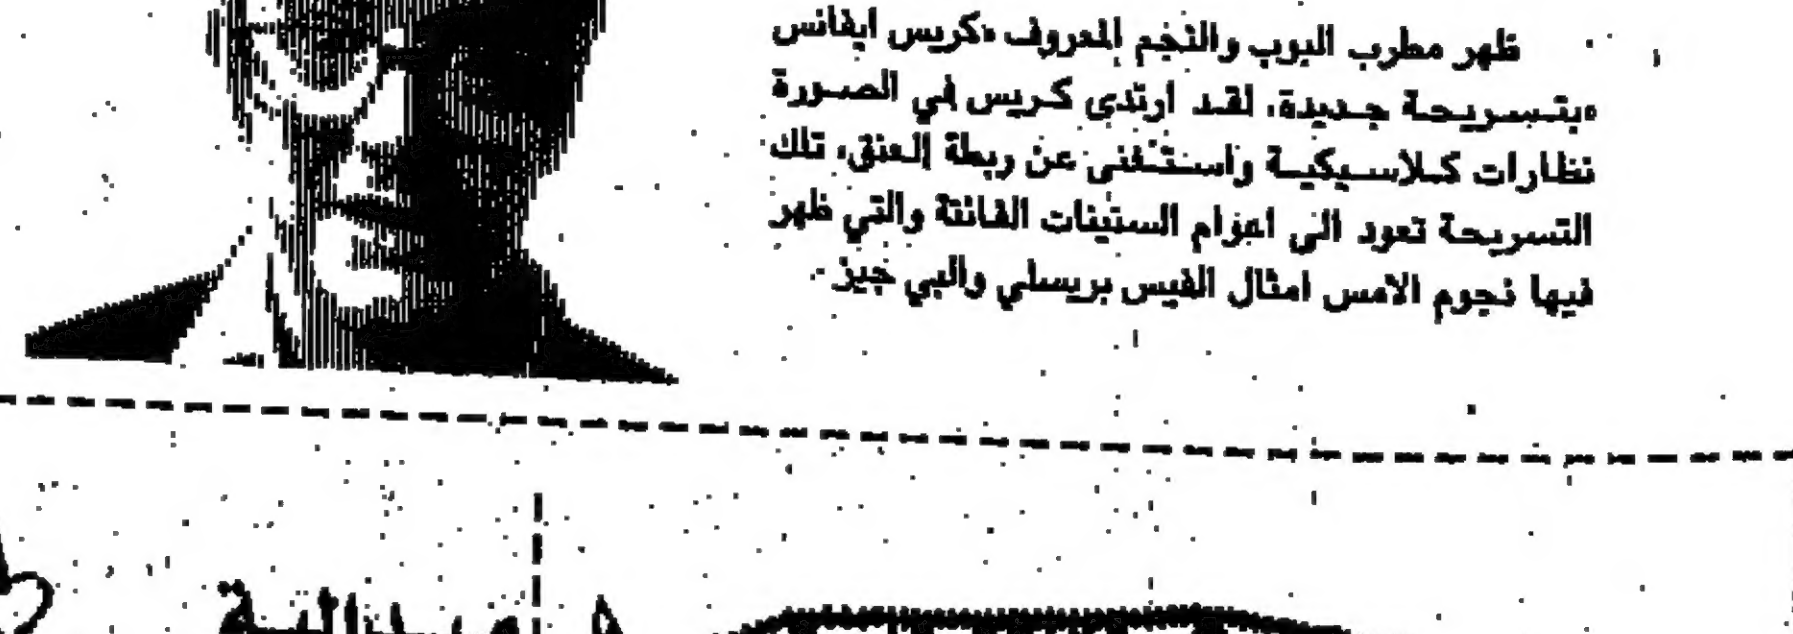 ظهر مطرب البوب والنجم المعروف «كريس ايفانس
» بتسريحة جديدة، لقد ارتدى كريس في الصورة
نظارات كلاسيكية واستغنى عن ربطة العنق، تلك
التسريحة تعود الى اعوام الستينات الفائتة والتي ظهر
فيها نجوم الامس امثال الفيس بريسلي والبي جيز.